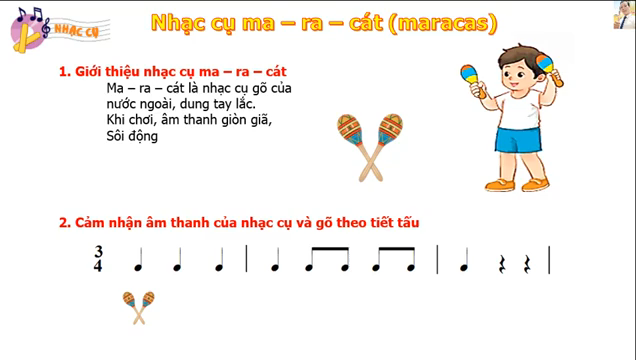 NHẠC CỤ
Nhạc cụ ma – ra – cát (maracas)
1. Giới thiệu nhạc cụ ma – ra – cát
Ma – ra – cát là nhạc cụ gõ của
nước ngoài, dung tay lắc.
Khi chơi, âm thanh giòn giã,
Sôi động
2. Cảm nhận âm thanh của nhạc cụ và gõ theo tiết tấu
3
4